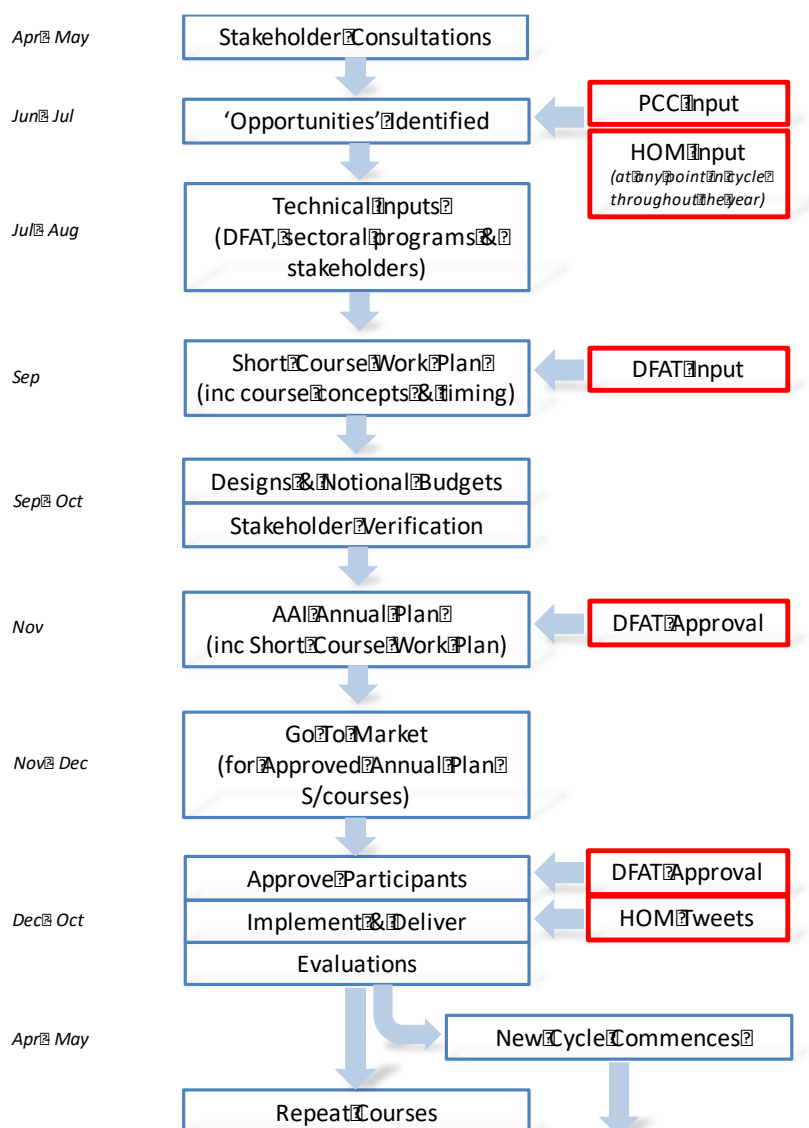 Apr - May
Stakeholder Consultations
Jun - Jul
‘Opportunities’ Identified
PCC Input
HOM Input
(at any point in cycle
throughout the year)
Jul - Aug
Technical Inputs
(DFAT, sectoral programs &
stakeholders)
Sep
Short Course Work Plan
(inc course concepts & timing)
DFAT Input
Sep - Oct
Designs & Notional Budgets
Stakeholder Verification
Nov
AAI Annual Plan
(inc Short Course Work Plan)
DFAT Approval
Nov - Dec
Go To Market
(for Approved Annual Plan
S/courses)
Dec - Oct
Approve Participants
DFAT Approval
Implement & Deliver
HOM Tweets
Evaluations
Apr - May
New Cycle Commences
Repeat Courses